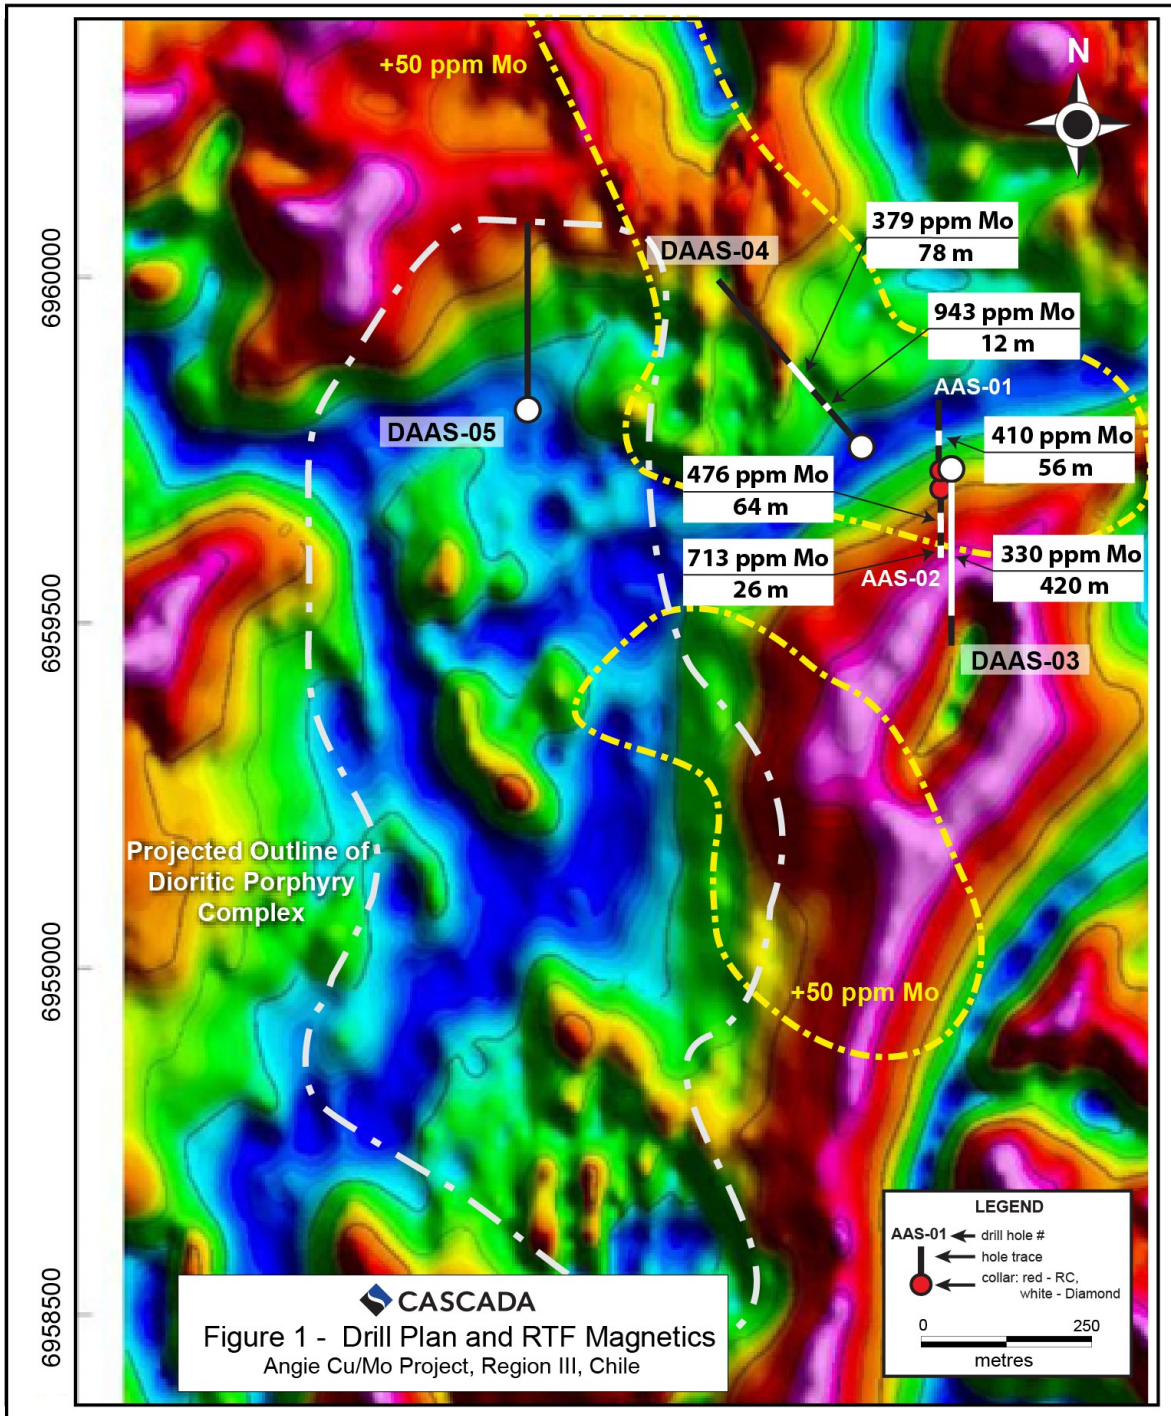 +50 ppm Mo
N
379 ppm Mo
78 m
DAAS-04
6960000
943 ppm Mo
12 m
AAS-01
DAAS-05
410 ppm Mo
56 m
476 ppm Mo
64 m
713 ppm Mo
26 m
AAS-02
330 ppm Mo
420 m
6959500
DAAS-03
Projected Outline of
Dioritic Porphyry
Complex
6959000
+50 ppm Mo
LEGEND
AAS-01 drill hole #
hole trace
collar: red - RC,
white - Diamond
0 250
metres
6958500
CASCADA
Figure 1 - Drill Plan and RTF Magnetics
Angie Cu/Mo Project, Region III, Chile